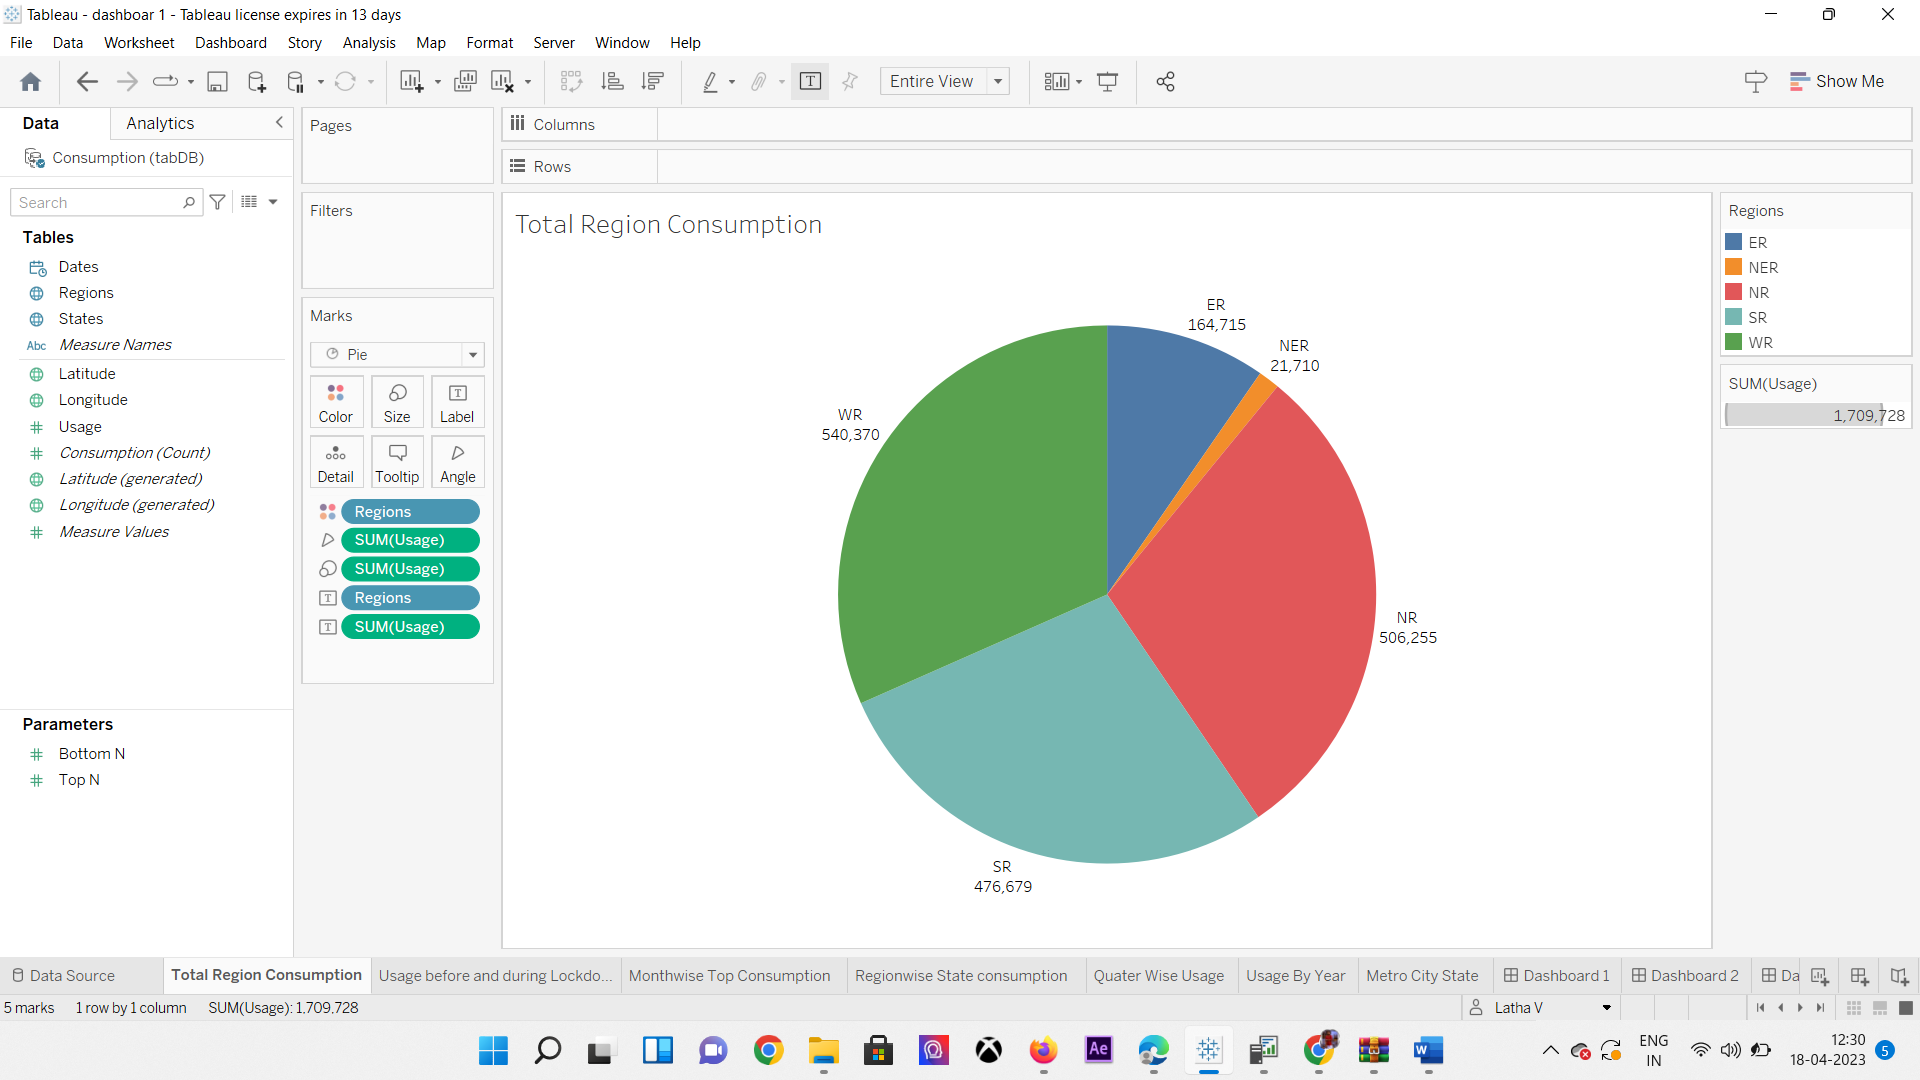 Tableau - dashboar 1 - Tableau license expires in 13 days
File Data Worksheet Dashboard Story Analysis Map Format Server Window Help
Entire View
Show Me
Data Analytics
Consumption (tabDB)
Search
Tables
Dates
Regions
States
Abc Measure Names
Latitude
Longitude
Usage
Consumption (Count)
Latitude (generated)
Longitude (generated)
Measure Values
Parameters
Bottom N
Top N
Pages
Filters
Marks
Pie
Color Size Label
Detail Tooltip Angle
Regions
SUM(Usage)
SUM(Usage)
Regions
SUM(Usage)
Columns
Rows
Total Region Consumption
ER
164,715
NER
21,710
WR
540,370
NR
506,255
SR
476,679
Regions
ER
NER
NR
SR
WR
SUM(Usage)
1,709,728
Data Source Total Region Consumption Usage before and during Lockdo... Monthwise Top Consumption Regionwise State consumption Quater Wise Usage Usage By Year Metro City State Dashboard 1 Dashboard 2 Da
5 marks 1 row by 1 column SUM(Usage): 1,709,728 Latha V
Ae
W
ENG
IN
12:30
18-04-2023
5